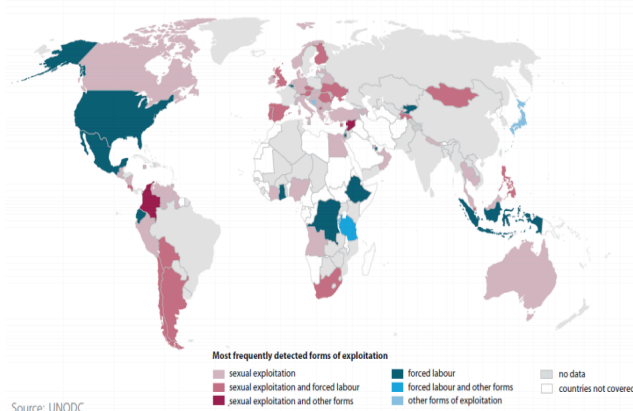 Most frequently detected forms of exploitation
sexual exploitation
sexual exploitation and forced labour
sexual exploitation and other forms
forced labour
forced labour and other forms
other forms of exploitation
no data
countries not covered
Source: UNODC